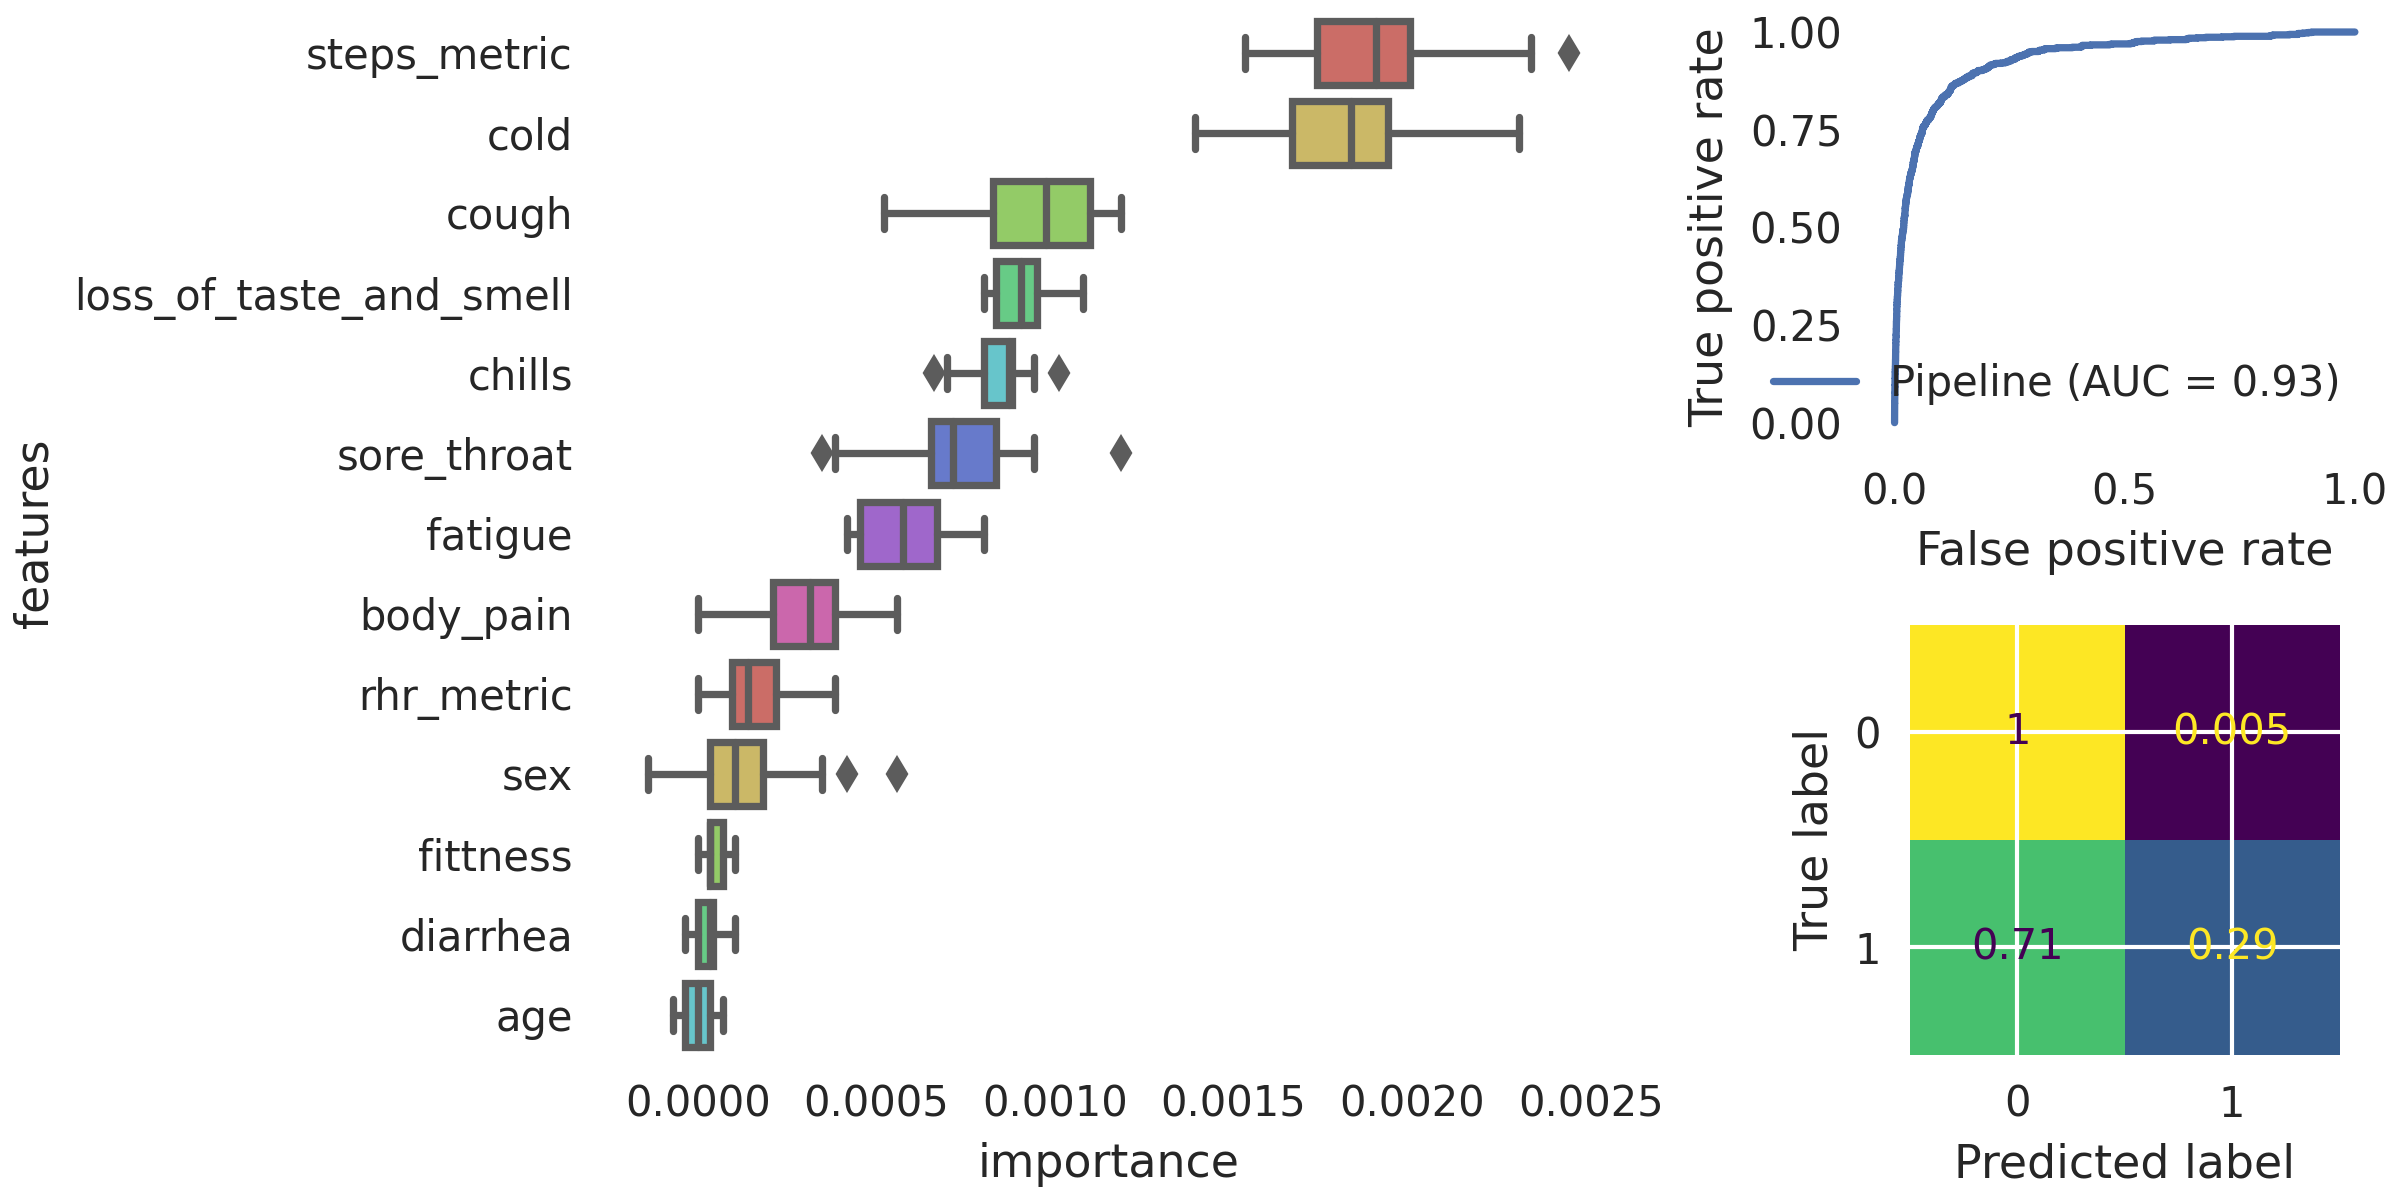 features
steps_metric
cold
cough
loss_of_taste_and_smell
chills
sore_throat
fatigue
body_pain
rhr_metric
sex
fittness
diarrhea
age
0.0000 0.0005 0.0010 0.0015 0.0020 0.0025
importance
True positive rate
1.00
0.75
0.50
0.25
0.00
Pipeline (AUC = 0.93)
0.0 0.5 1.0
False positive rate
True label
0
1
1 0.005
0.71 0.29
0 1
Predicted label